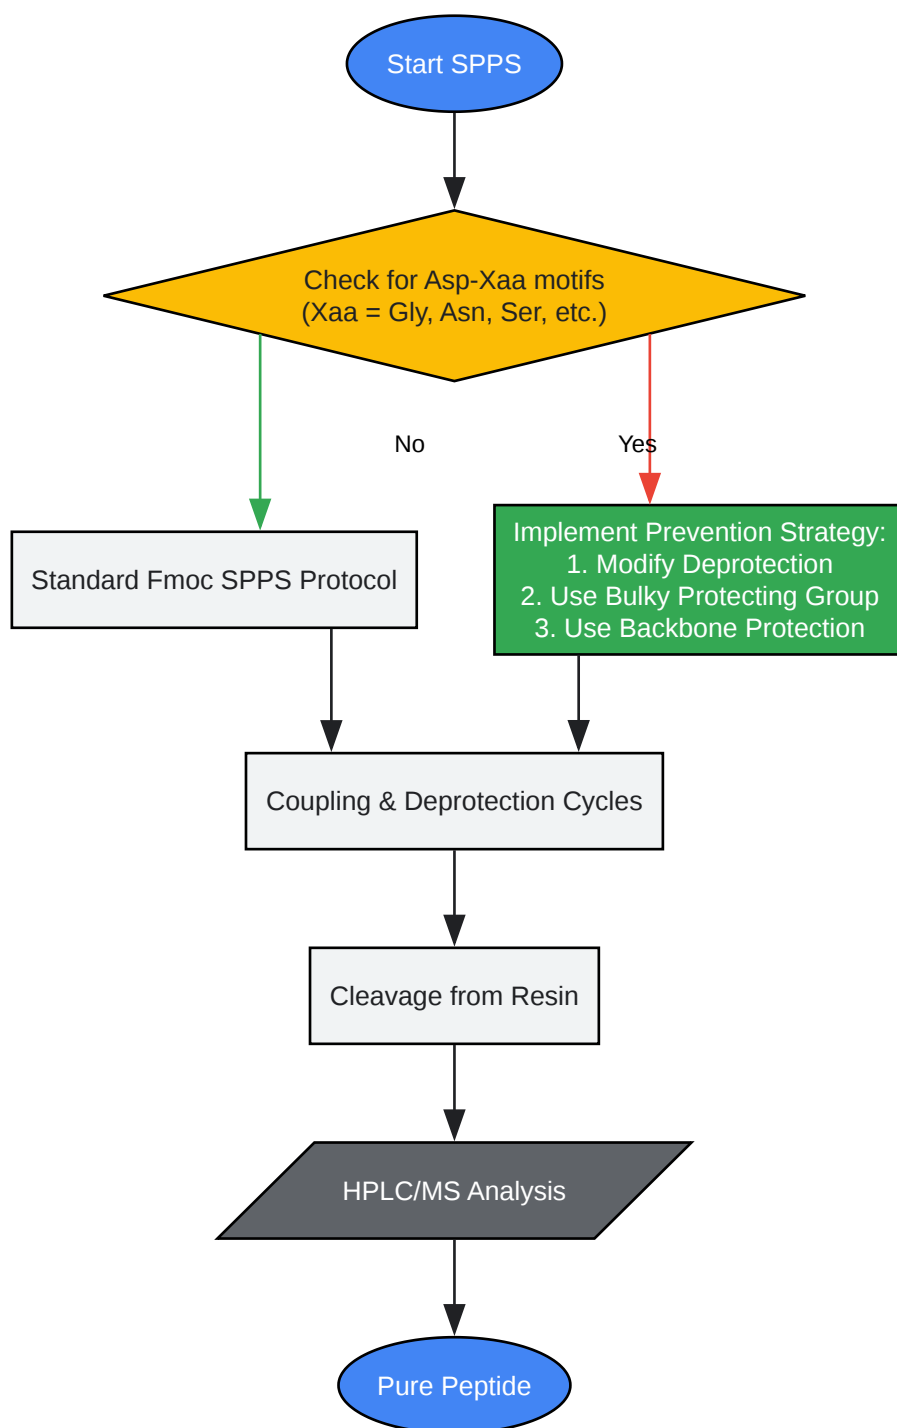 Start SPPS
Check for Asp-Xaa motifs
(Xaa = Gly, Asn, Ser, etc.)
No
Yes
Standard Fmoc SPPS Protocol
Implement Prevention Strategy:
1. Modify Deprotection
2. Use Bulky Protecting Group
3. Use Backbone Protection
Coupling & Deprotection Cycles
Cleavage from Resin
HPLC/MS Analysis
Pure Peptide